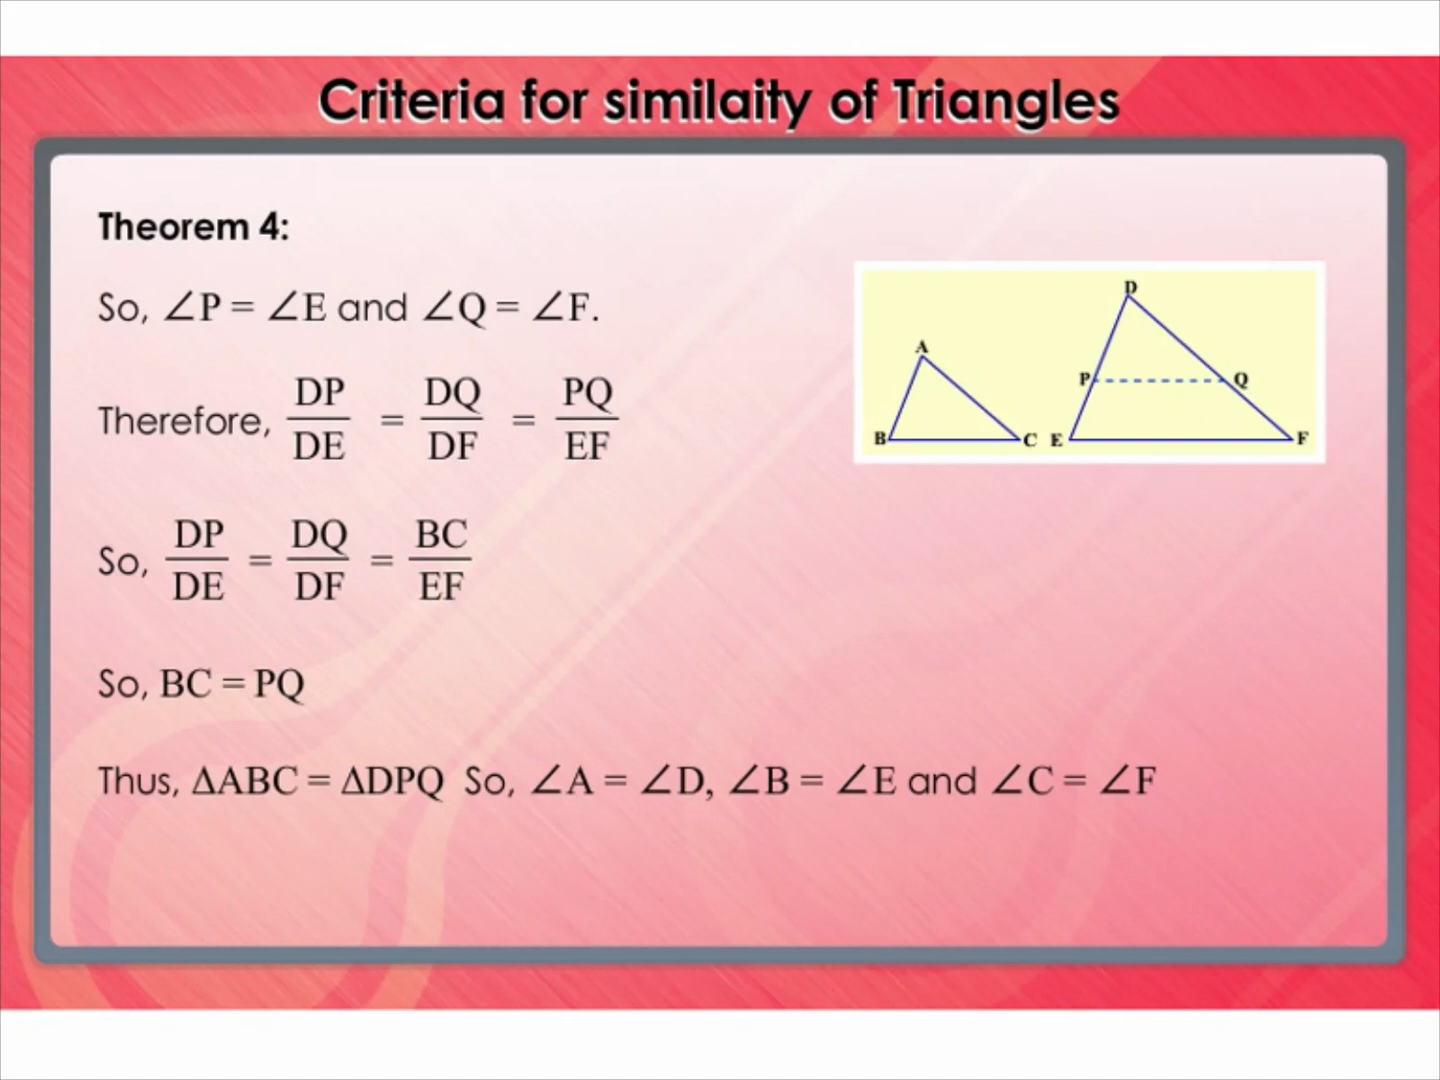 Criteria for similaity of Triangles
Theorem 4:
So, ∠P = ∠E and ∠Q = ∠F.
Therefore, DP/DE = DQ/DF = PQ/EF
So, DP/DE = DQ/DF = BC/EF
So, BC = PQ
Thus, ΔABC = ΔDPQ So, ∠A = ∠D, ∠B = ∠E and ∠C = ∠F
D
A
P Q
B C E F